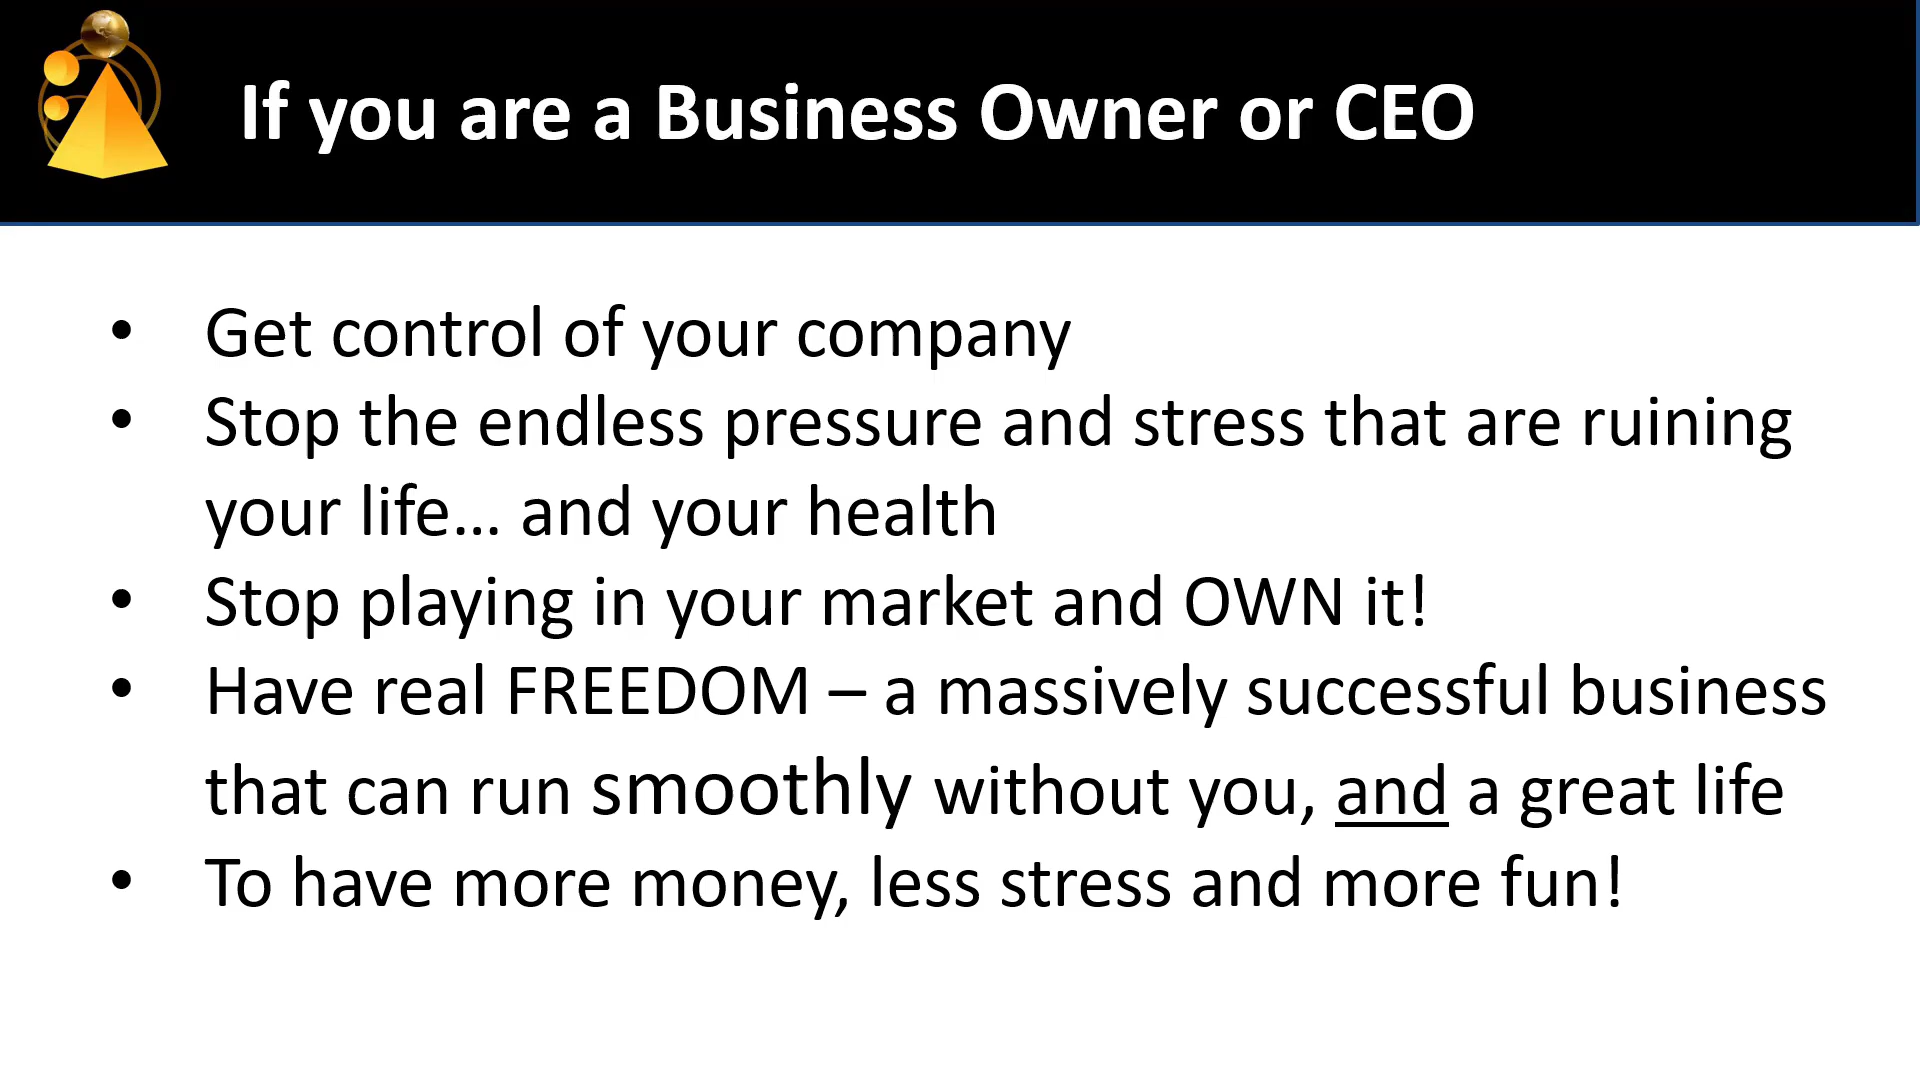 If you are a Business Owner or CEO
• Get control of your company
• Stop the endless pressure and stress that are ruining
your life... and your health
• Stop playing in your market and OWN it!
• Have real FREEDOM – a massively successful business
that can run smoothly without you, and a great life
• To have more money, less stress and more fun!